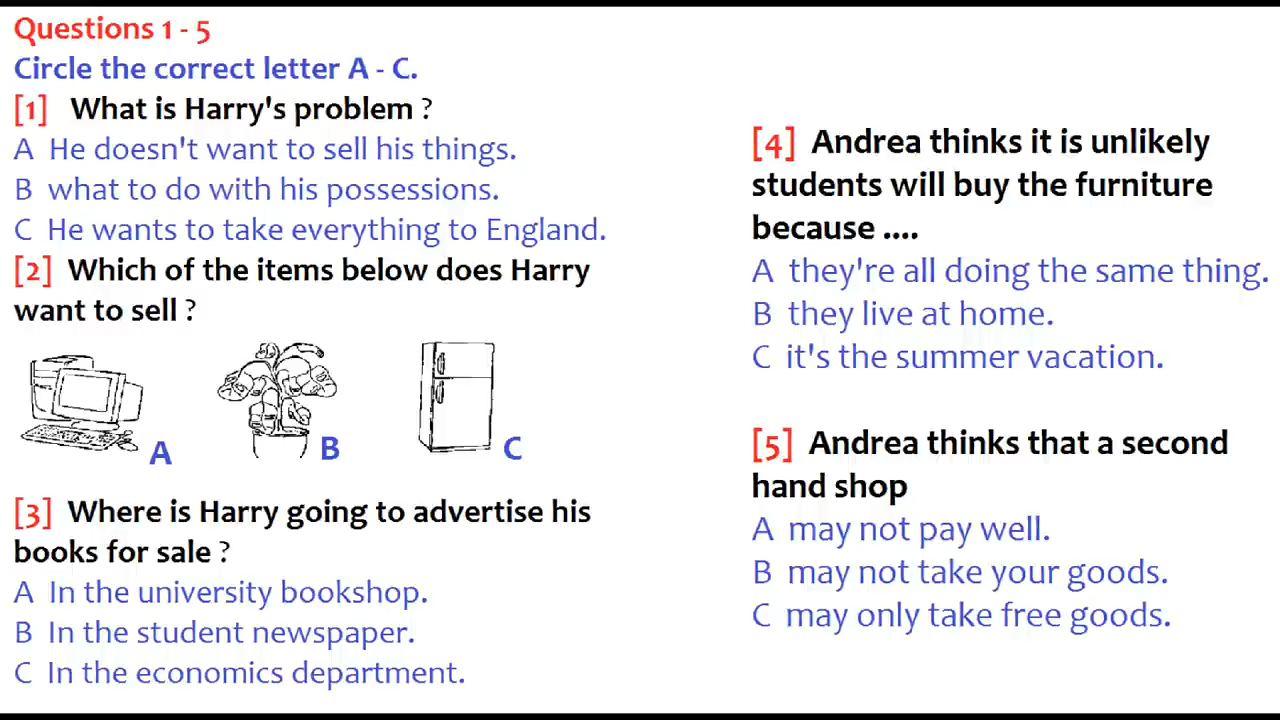 Questions 1 - 5
Circle the correct letter A - C.
[1] What is Harry's problem ?
A He doesn't want to sell his things.
B what to do with his possessions.
C He wants to take everything to England.
[2] Which of the items below does Harry
want to sell ?
A
B
C
[3] Where is Harry going to advertise his
books for sale ?
A In the university bookshop.
B In the student newspaper.
C In the economics department.
[4] Andrea thinks it is unlikely
students will buy the furniture
because ....
A they're all doing the same thing.
B they live at home.
C it's the summer vacation.
[5] Andrea thinks that a second
hand shop
A may not pay well.
B may not take your goods.
C may only take free goods.